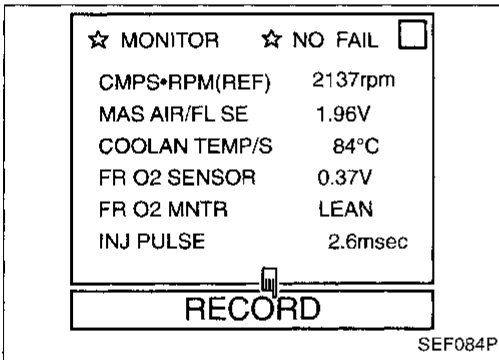 ☆ MONITOR ☆ NO FAIL
CMPS•RPM(REF) 2137rpm
MAS AIR/FL SE 1.96V
COOLAN TEMP/S 84°C
FR O2 SENSOR 0.37V
FR O2 MNTR LEAN
INJ PULSE 2.6msec
RECORD
SEF084P